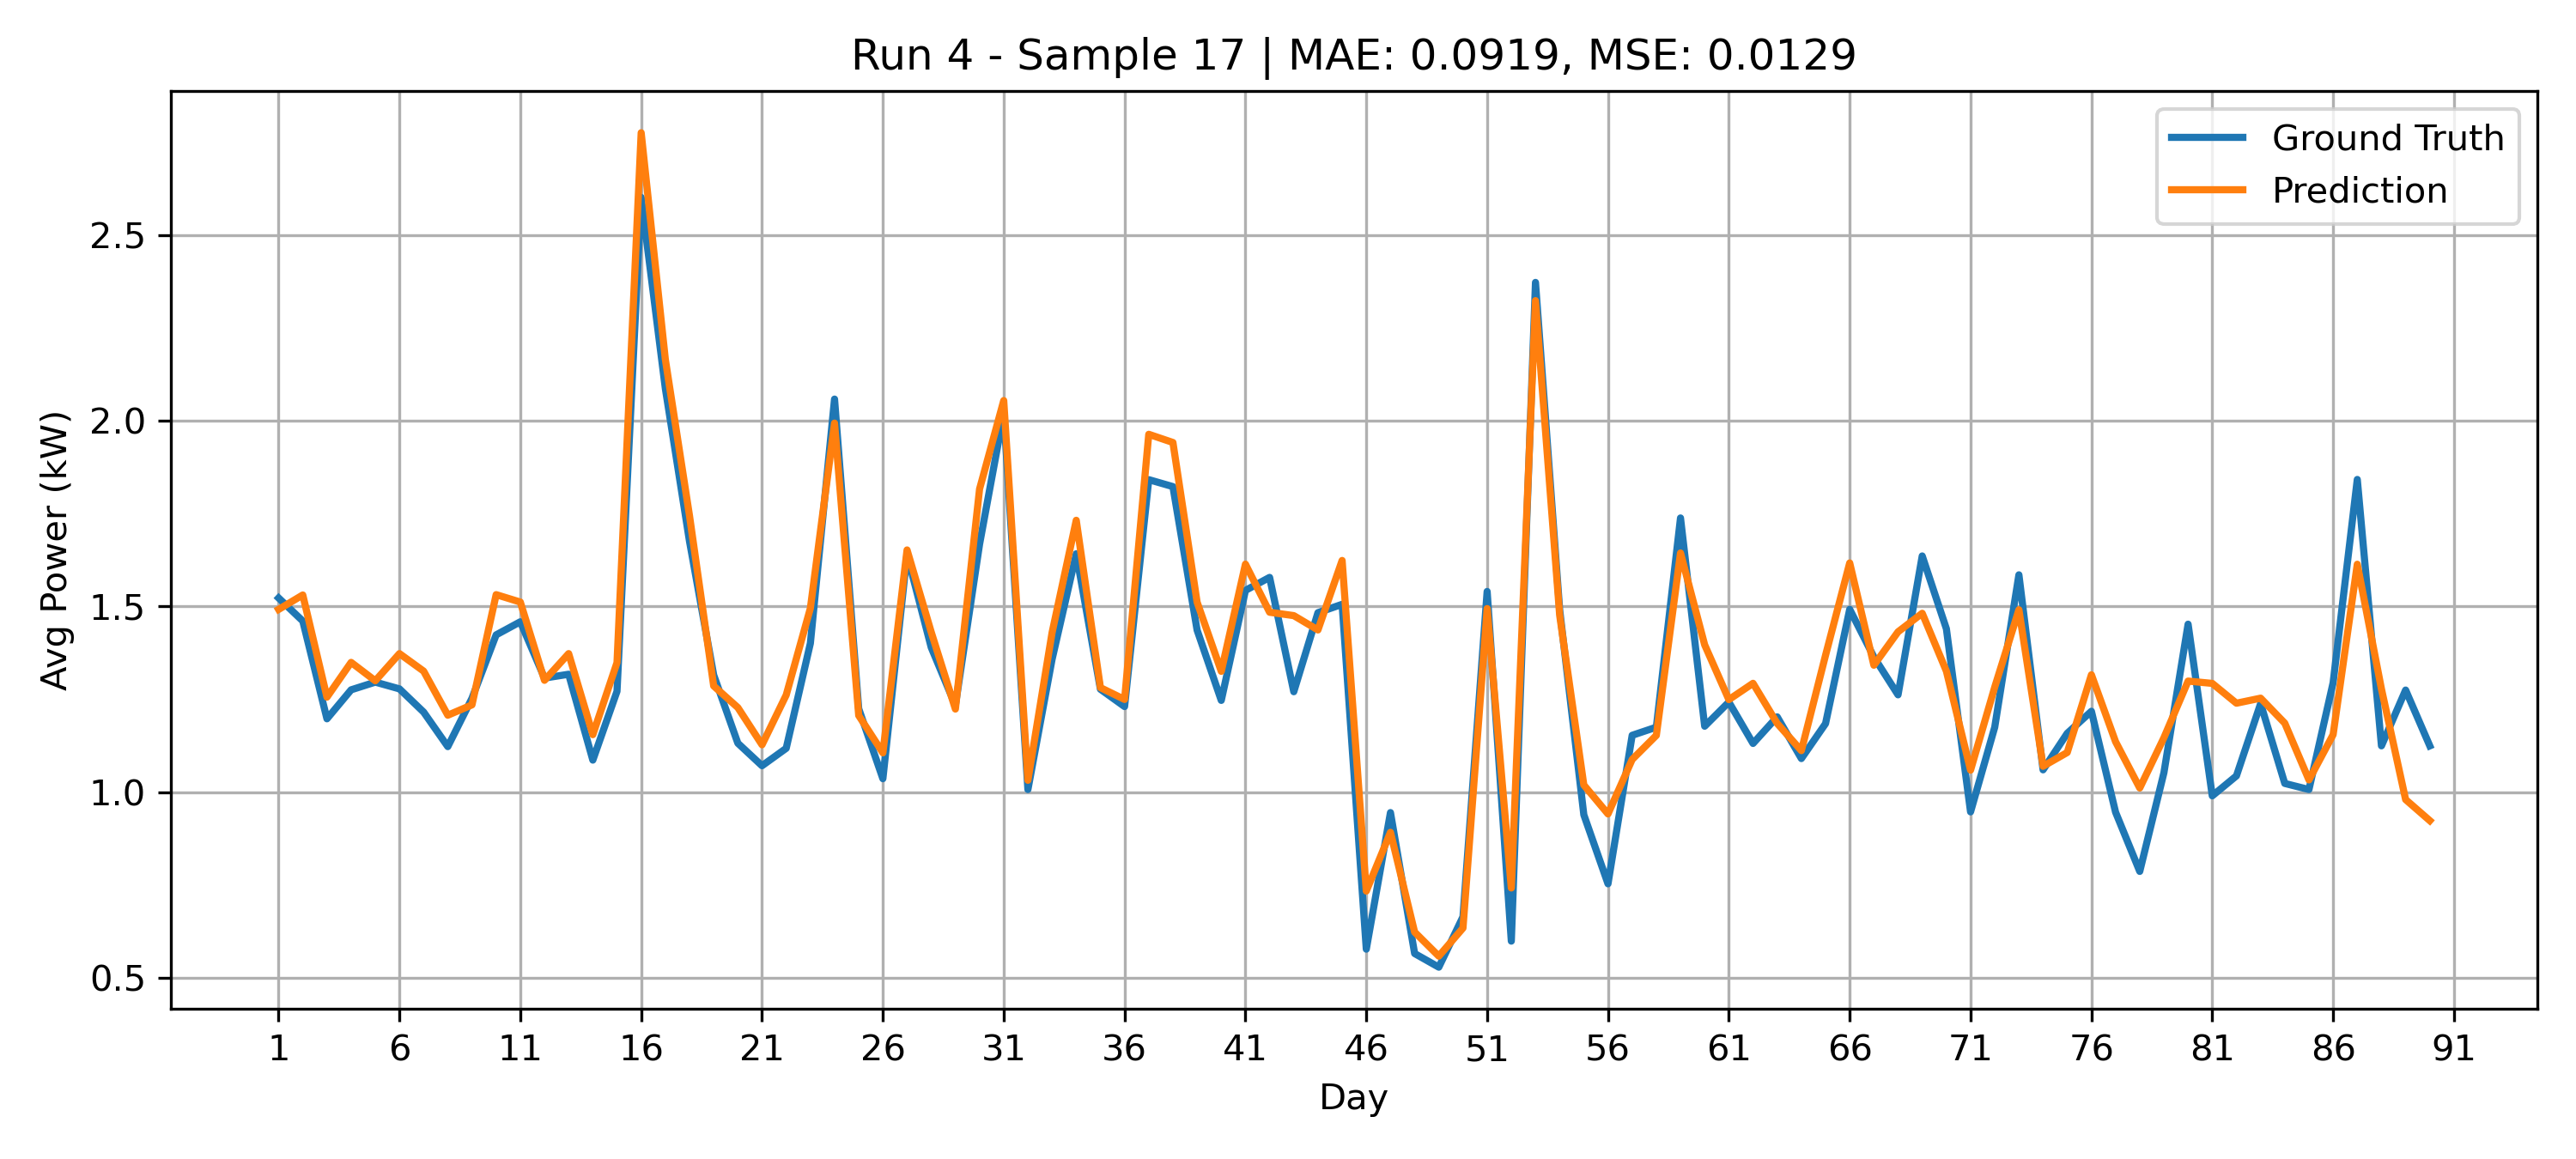 Run 4 - Sample 17 | MAE: 0.0919, MSE: 0.0129
Ground Truth
Prediction
Avg Power (kW)
2.5
2.0
1.5
1.0
0.5
1 6 11 16 21 26 31 36 41 46 51 56 61 66 71 76 81 86 91
Day